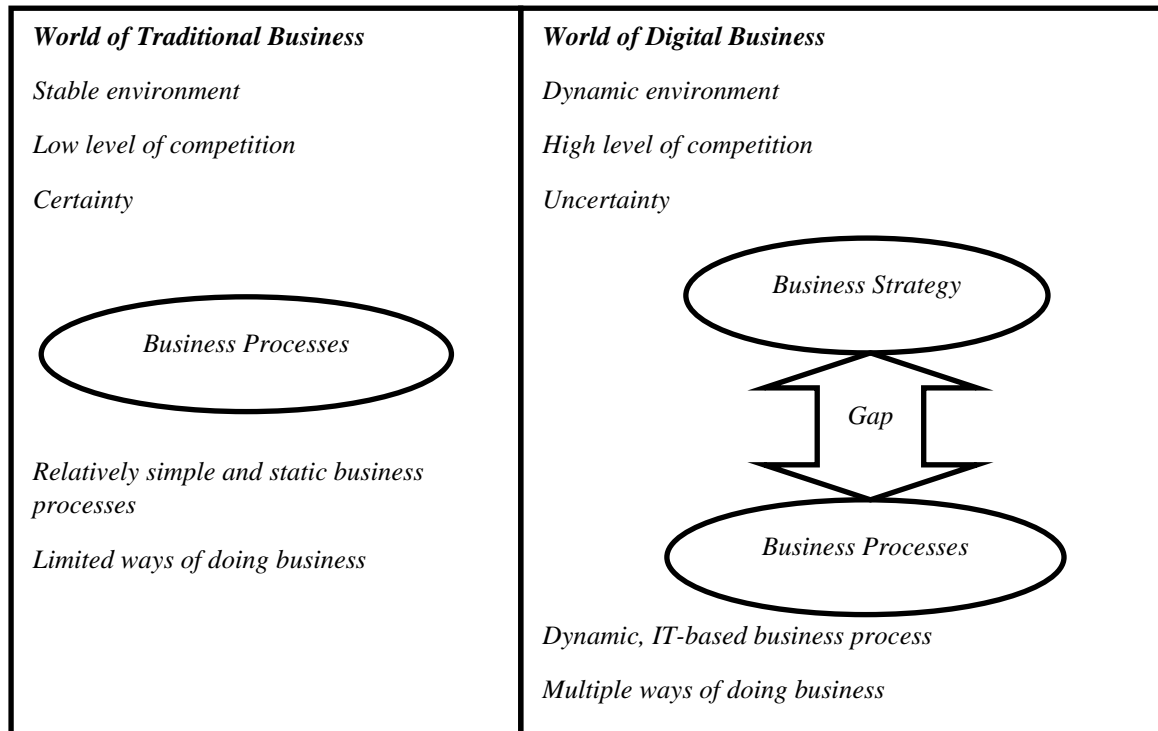 World of Traditional Business
Stable environment
Low level of competition
Certainty
Business Processes
Relatively simple and static business
processes
Limited ways of doing business
World of Digital Business
Dynamic environment
High level of competition
Uncertainty
Business Strategy
Gap
Business Processes
Dynamic, IT-based business process
Multiple ways of doing business